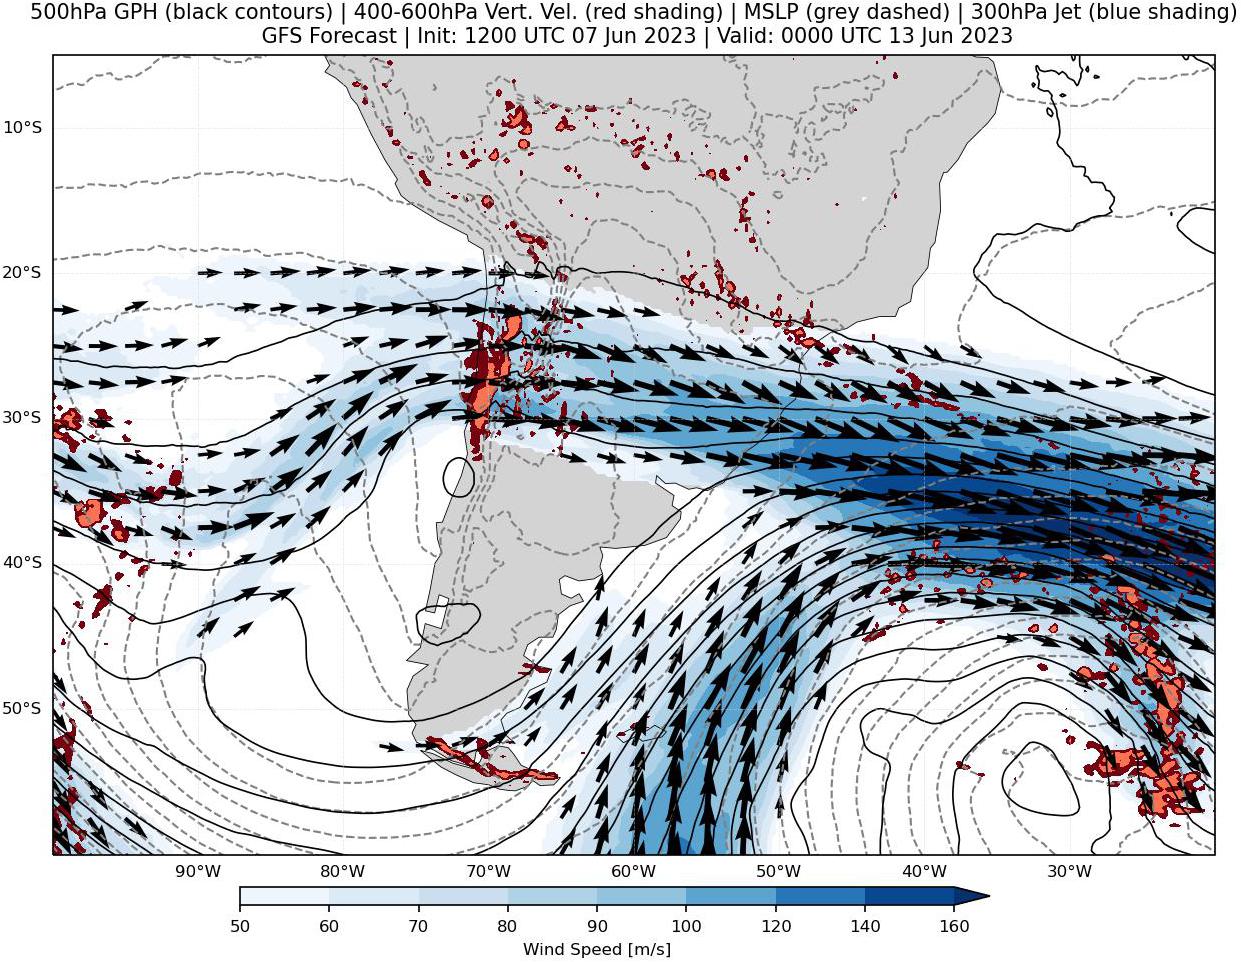 500hPa GPH (black contours) | 400-600hPa Vert. Vel. (red shading) | MSLP (grey dashed) | 300hPa Jet (blue shading)
GFS Forecast | Init: 1200 UTC 07 Jun 2023 | Valid: 0000 UTC 13 Jun 2023
10°S
20°S
30°S
40°S
50°S
90°W 80°W 70°W 60°W 50°W 40°W 30°W
50 60 70 80 90 100 120 140 160
Wind Speed [m/s]